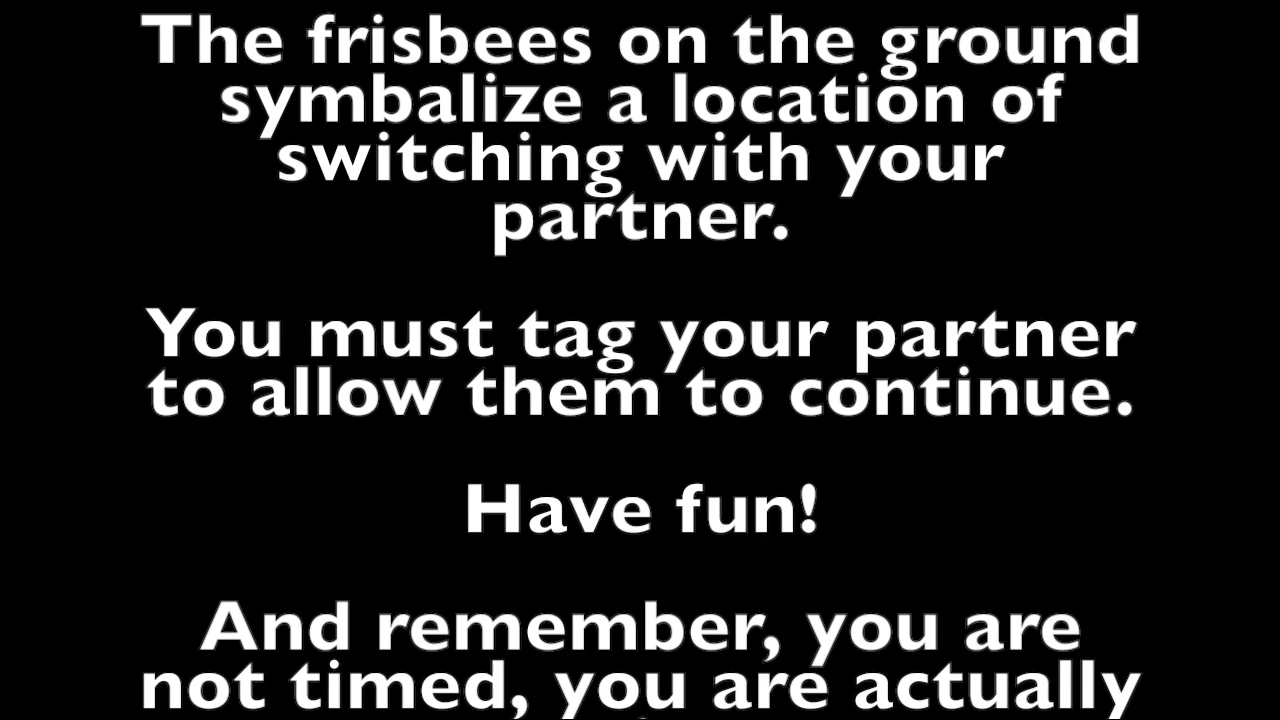 The frisbees on the ground
symbalize a location of
switching with your
partner.
You must tag your partner
to allow them to continue.
Have fun!
And remember, you are
not timed, you are actually